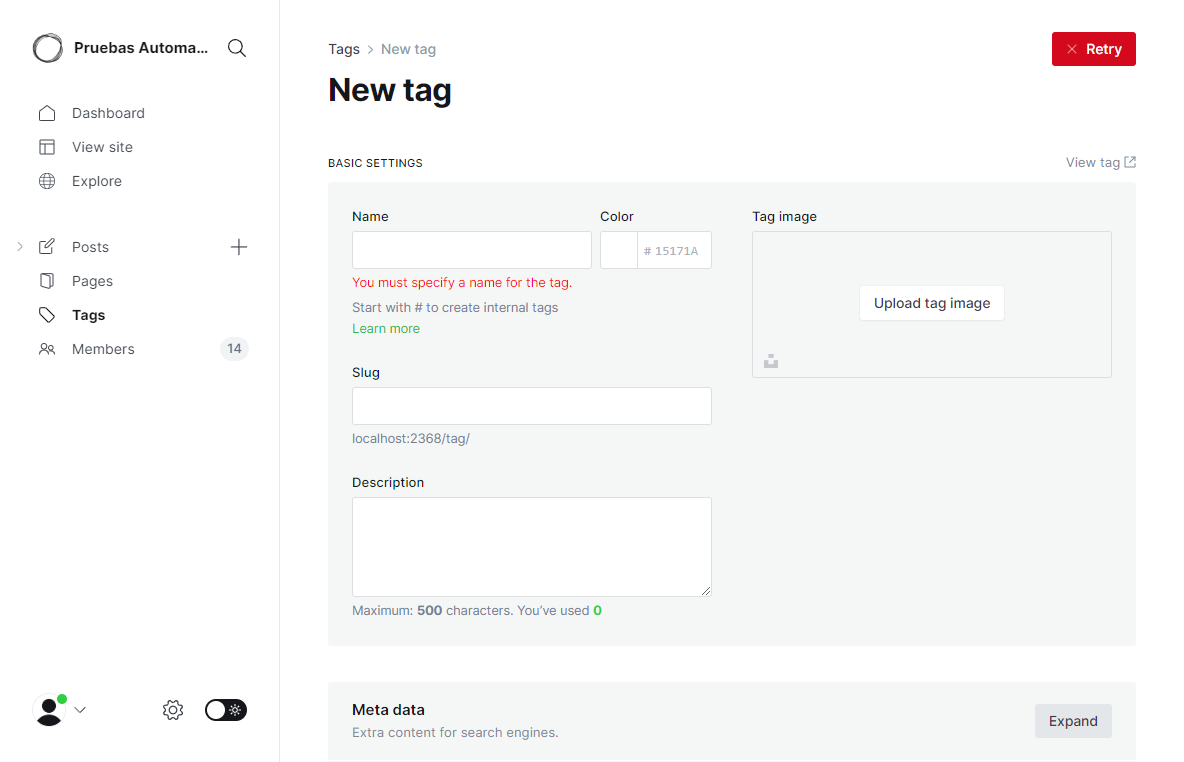 Pruebas Automa...
Dashboard
View site
Explore
Posts
Pages
Tags
Members
14
Tags > New tag
Retry
New tag
BASIC SETTINGS
View tag
Name
Color
Tag image
# 15171A
You must specify a name for the tag.
Start with # to create internal tags
Learn more
Upload tag image
Slug
localhost:2368/tag/
Description
Maximum: 500 characters. You’ve used 0
Meta data
Extra content for search engines.
Expand